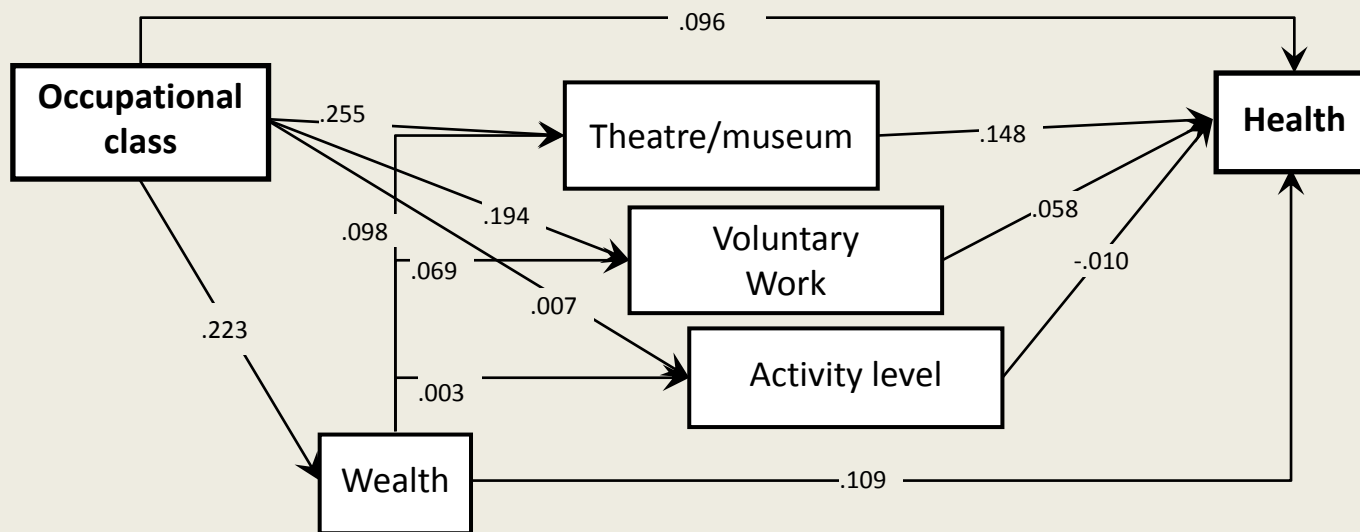 .096
Occupational
class
Health
.255
Theatre/museum
.148
.194
.058
.098
Voluntary
Work
.069
-.010
.007
.223
Activity level
.003
Wealth
.109